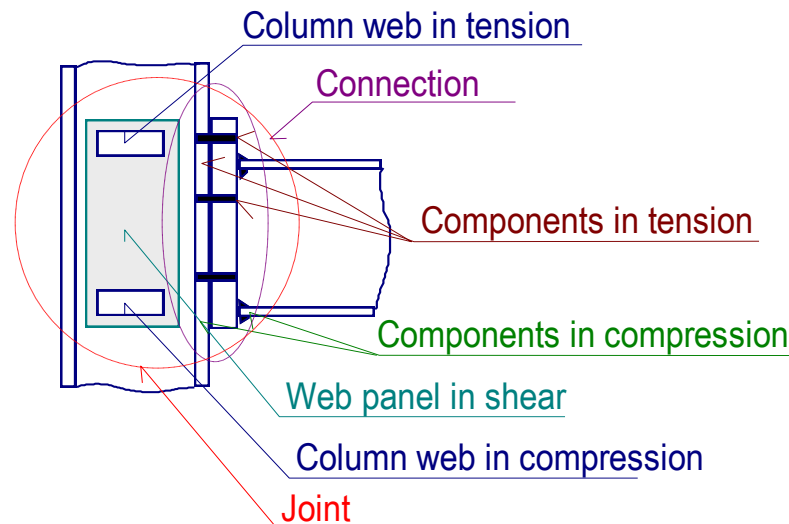 Column web in tension
Connection
Components in tension
Components in compression
Web panel in shear
Column web in compression
Joint